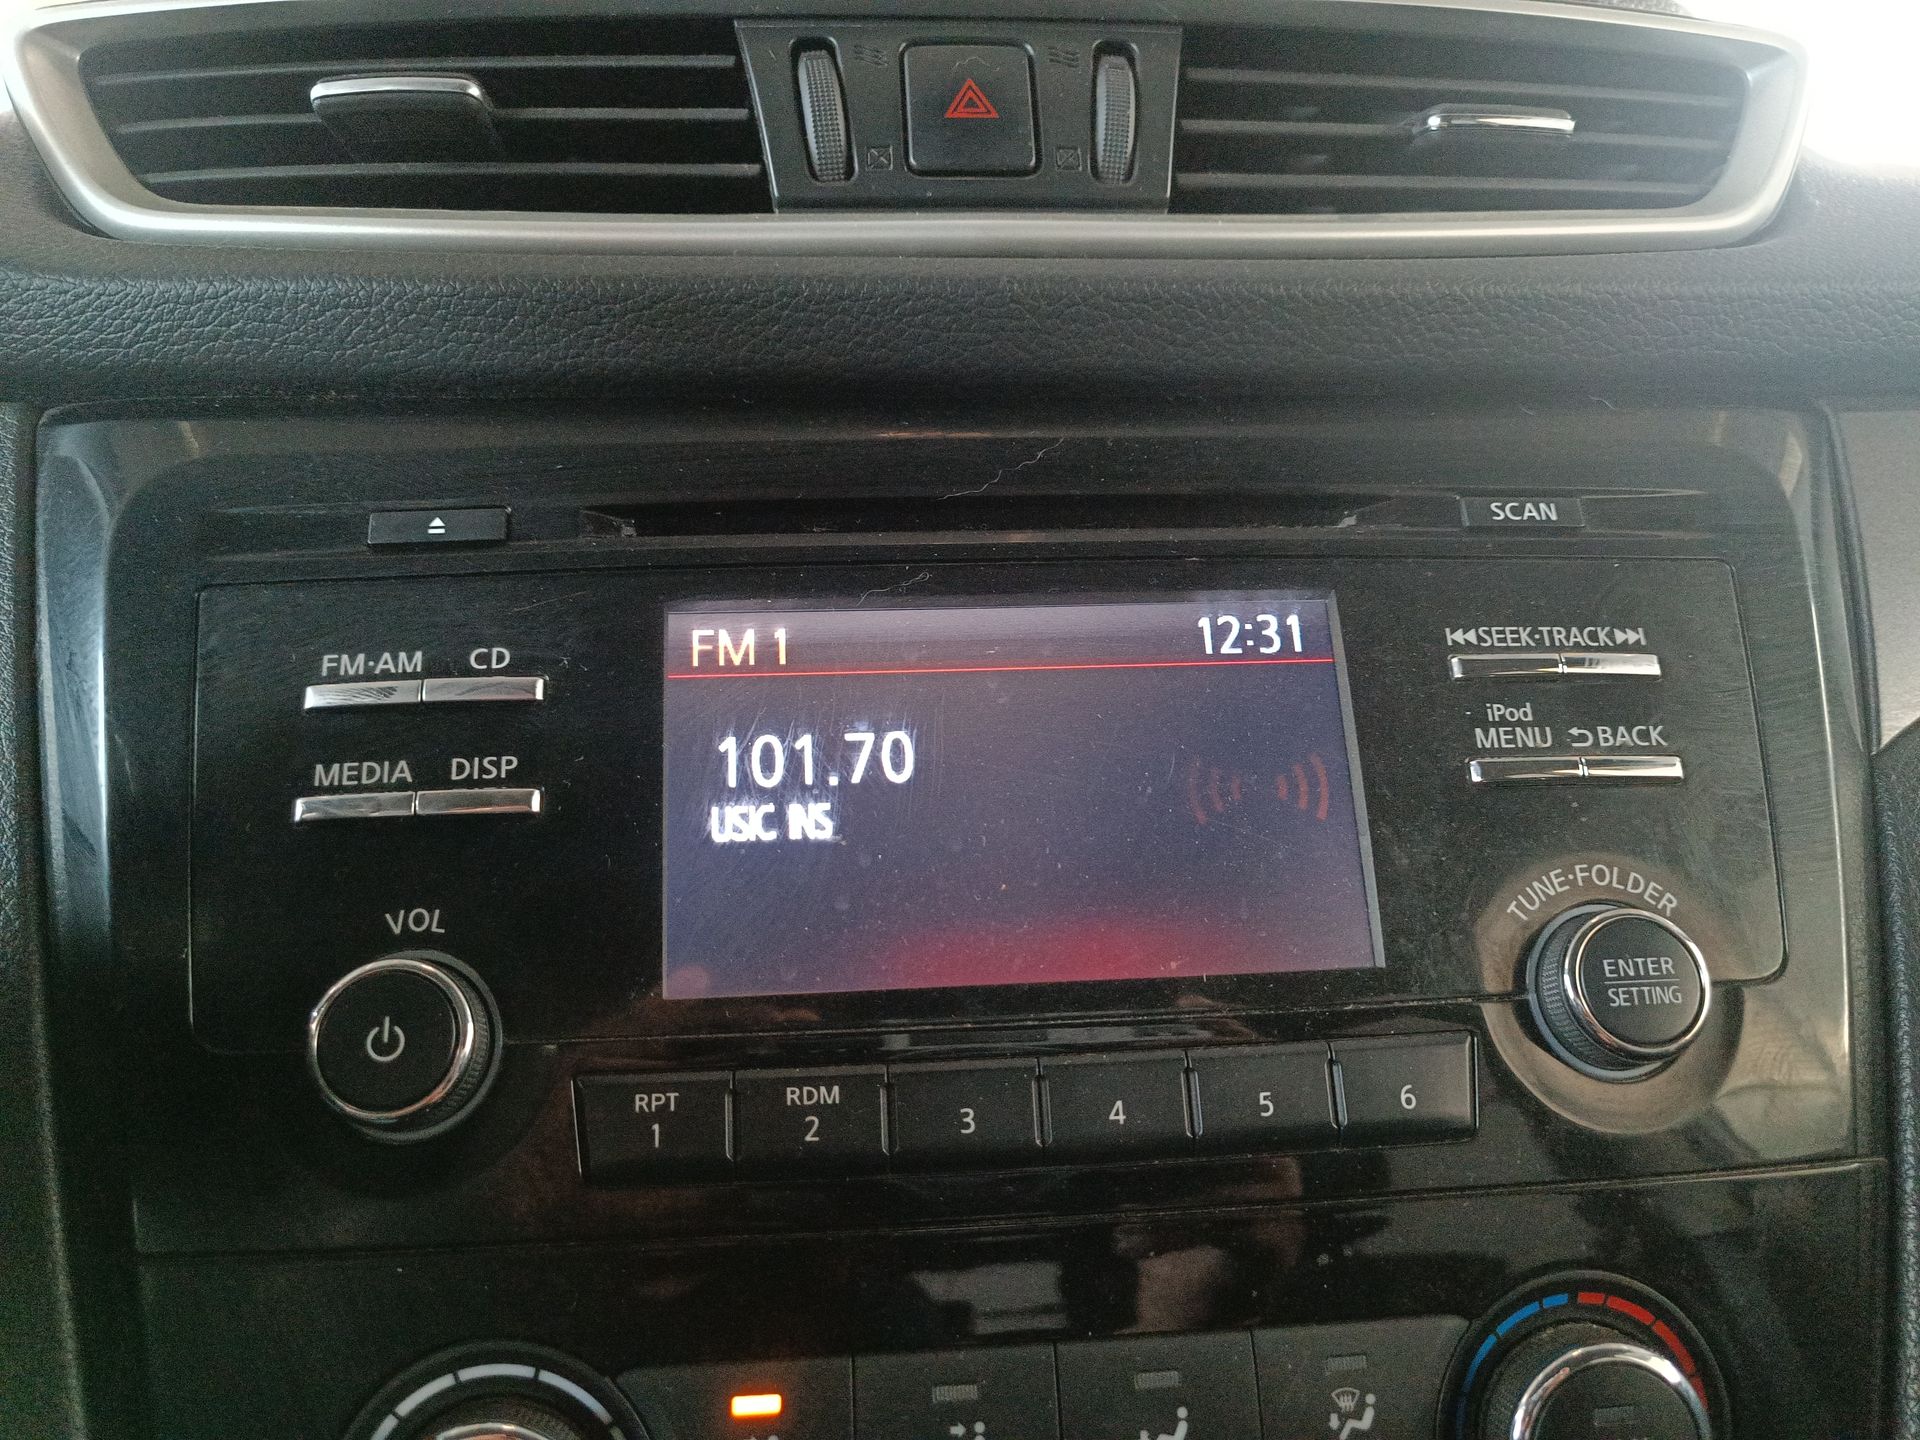 SCAN
FM 1 12:31
FM·AM CD
SEEK·TRACK
101.70
iPod
MENU BACK
MEDIA DISP
USIC INS
VOL
TUNE·FOLDER
ENTER
SETTING
RPT RDM
1 2 3 4 5 6